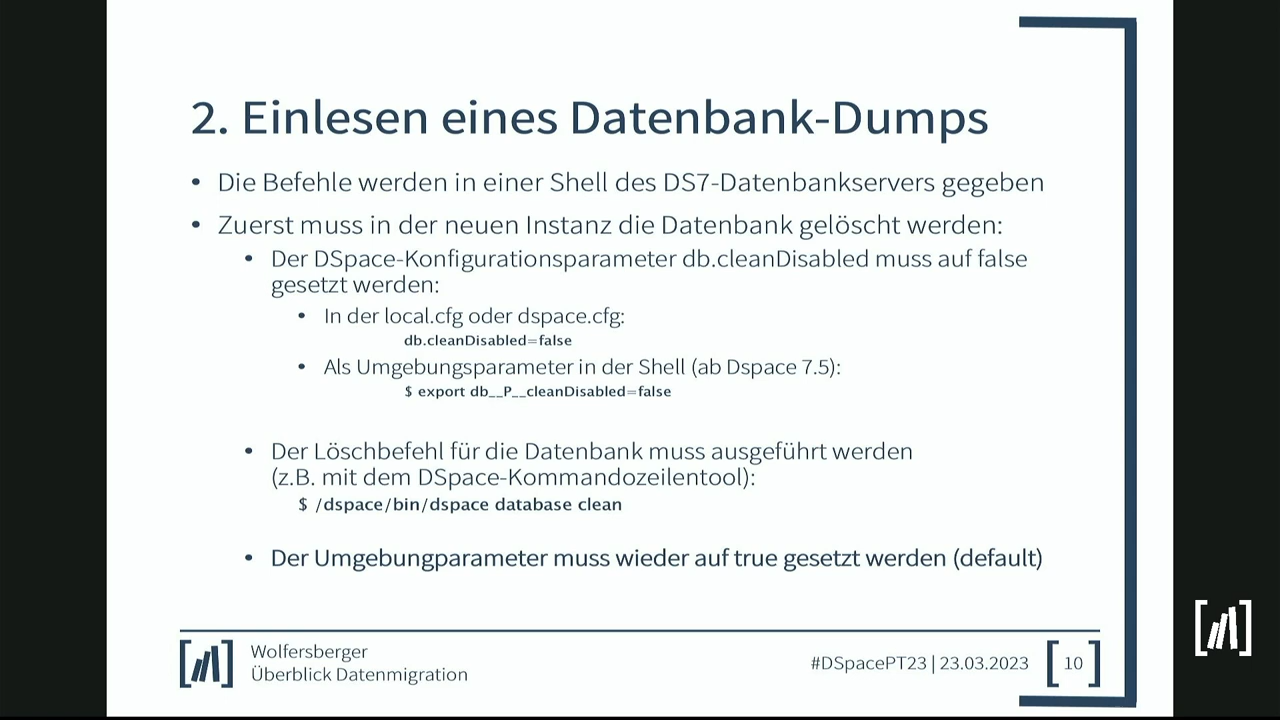 2. Einlesen eines Datenbank-Dumps
• Die Befehle werden in einer Shell des DS7-Datenbankservers gegeben
• Zuerst muss in der neuen Instanz die Datenbank gelöscht werden:
• Der DSpace-Konfigurationsparameter db.cleanDisabled muss auf false
gesetzt werden:
• In der local.cfg oder dspace.cfg:
db.cleanDisabled=false
• Als Umgebungsparameter in der Shell (ab Dspace 7.5):
$ export db__P__cleanDisabled=false
• Der Löschbefehl für die Datenbank muss ausgeführt werden
(z.B. mit dem DSpace-Kommandozeilentool):
$ /dspace/bin/dspace database clean
• Der Umgebungparameter muss wieder auf true gesetzt werden (default)
Wolfersberger
Überblick Datenmigration
#DSpacePT23 | 23.03.2023
10